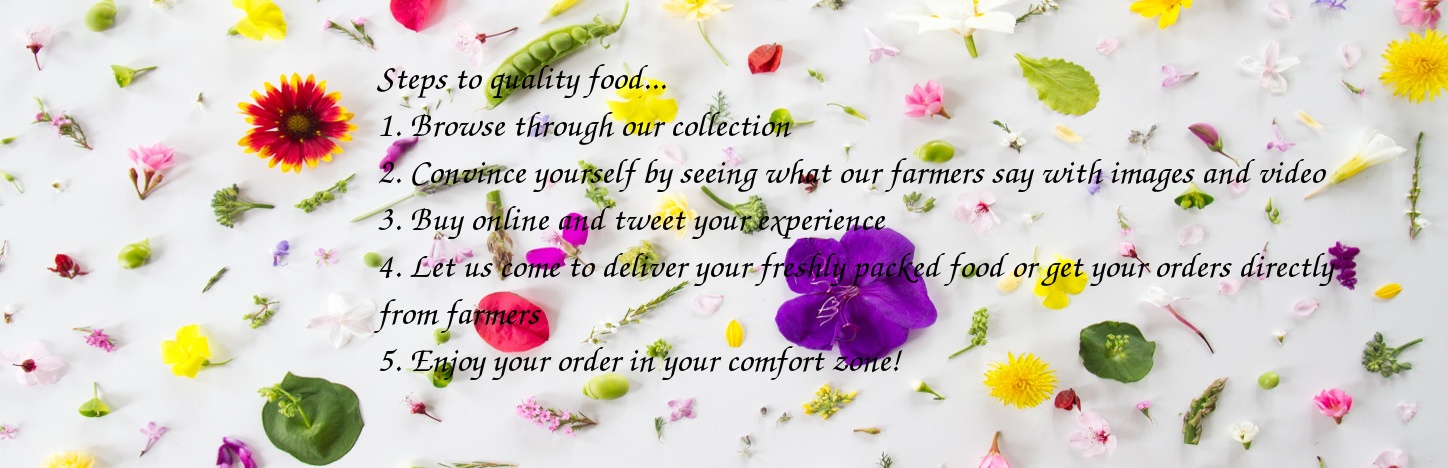 Steps to quality food...
1. Browse through our collection
2. Convince yourself by seeing what our farmers say with images and video
3. Buy online and tweet your experience
4. Let us come to deliver your freshly packed food or get your orders directly
from farmers
5. Enjoy your order in your comfort zone!